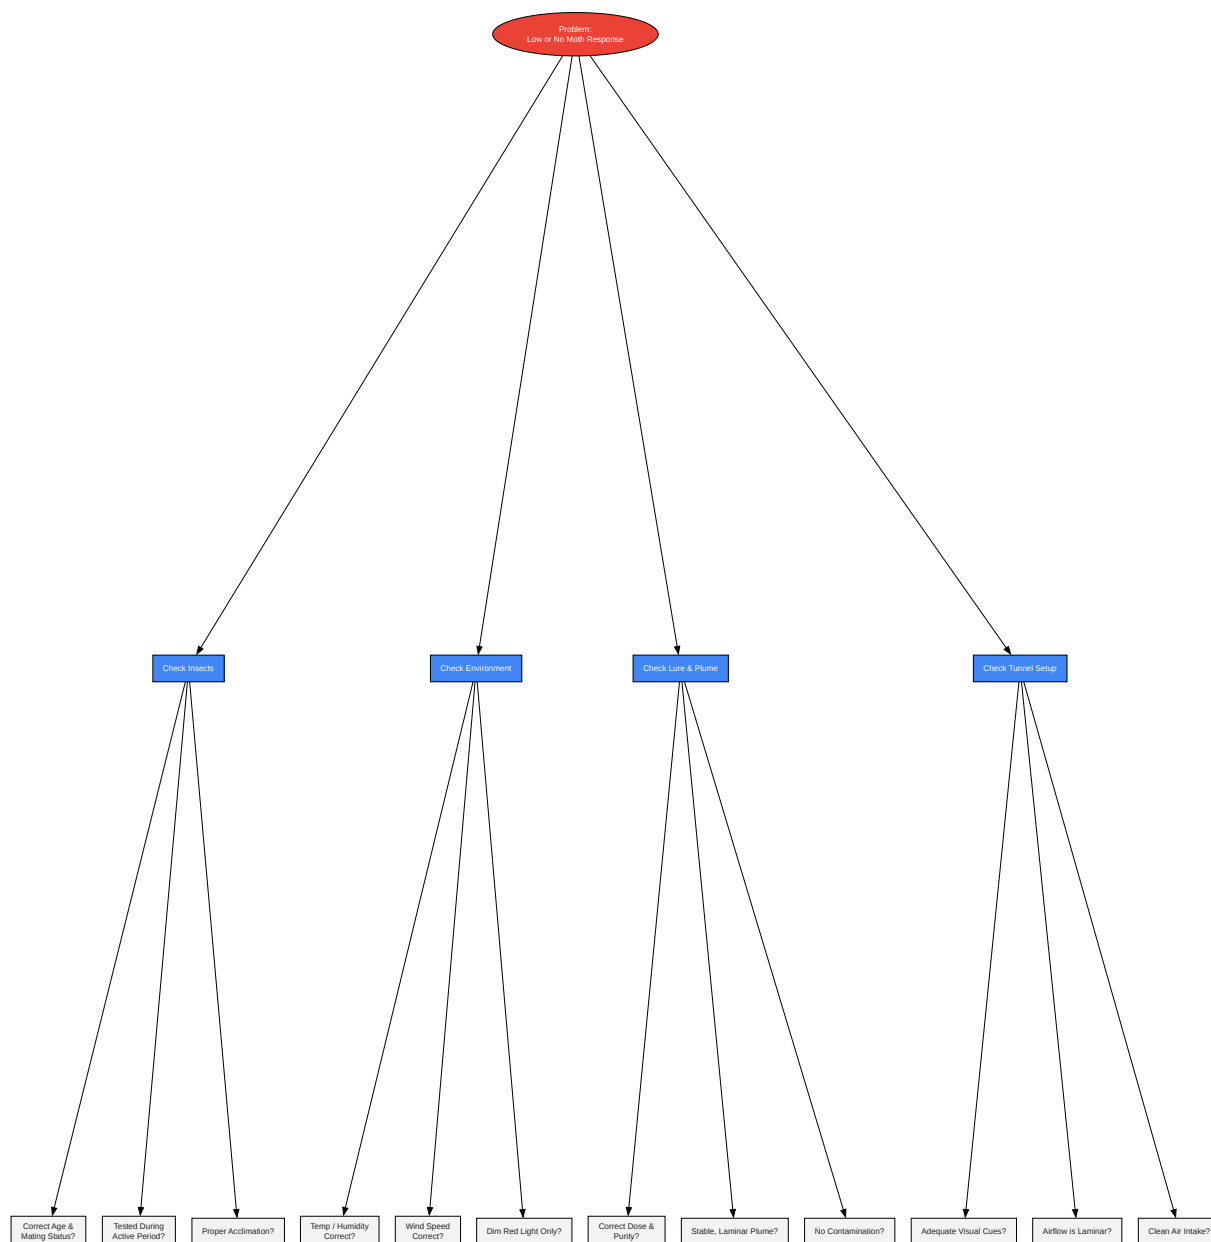 Problem:
Low or No Moth Response
Check Insects
Check Environment
Check Lure & Plume
Check Tunnel Setup
Correct Age &
Mating Status?
Tested During
Active Period?
Proper Acclimation?
Temp / Humidity
Correct?
Wind Speed
Correct?
Dim Red Light Only?
Correct Dose &
Purity?
Stable, Laminar Plume?
No Contamination?
Adequate Visual Cues?
Airflow is Laminar?
Clean Air Intake?